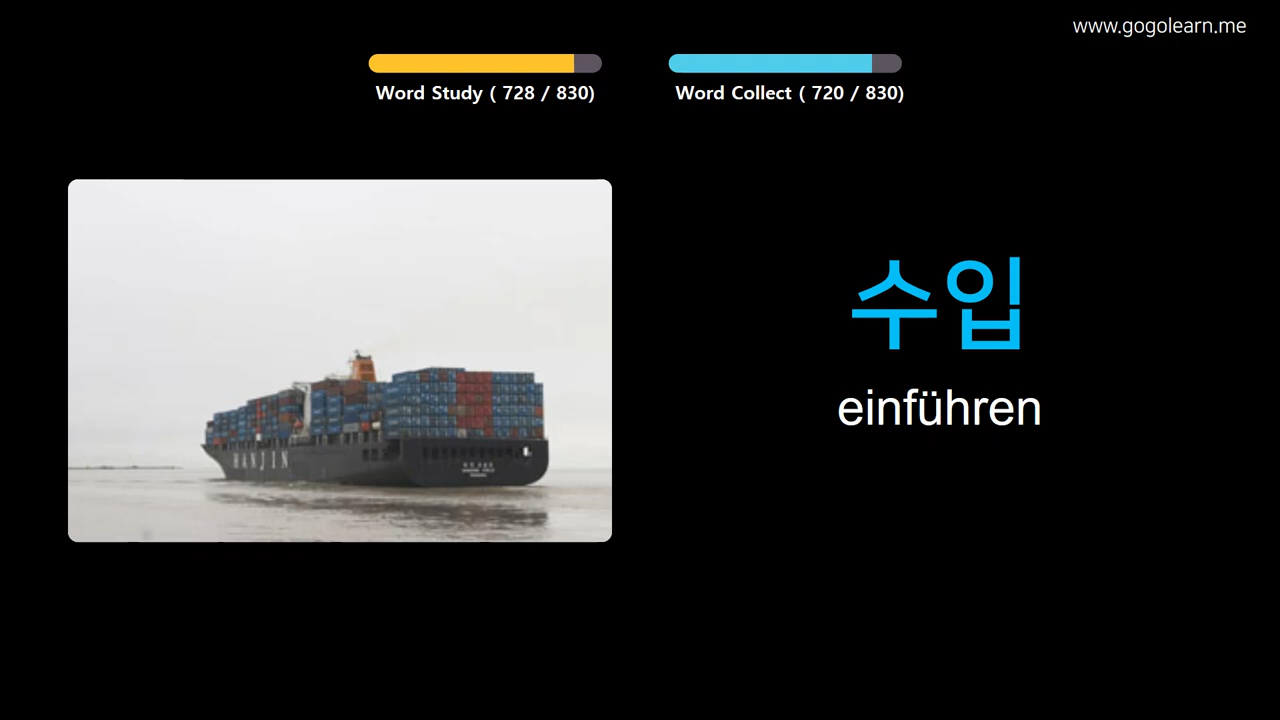 www.gogolearn.me
Word Study ( 728 / 830)
Word Collect ( 720 / 830)
수입
einführen
HANJIN